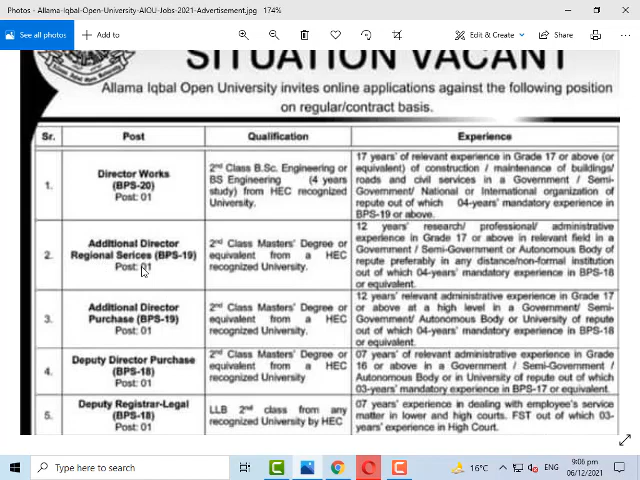 Photos - Allama-Iqbal-Open-University-AIOU-Jobs-2021-Advertisement.jpg  174%
See all photos
Add to
Edit & Create
Share
SITUATION VACANT
Allama Iqbal Open University invites online applications against the following position
on regular/contract basis.
Sr. Post Qualification Experience
1.
Director Works
(BPS-20)
Post: 01
2nd Class B.Sc. Engineering or
BS Engineering (4 years
study) from HEC recognized
University.
17 years' of relevant experience in Grade 17 or above (or
equivalent) of construction / maintenance of buildings/
roads and civil services in a Government / Semi-
Government/ National or International organization of
repute out of which 04-years' mandatory experience in
BPS-19 or above.
2.
Additional Director
Regional Serices (BPS-19)
Post: 01
2nd Class Masters' Degree or
equivalent from a HEC
recognized University.
12 years' research/ professional/ administrative
experience in Grade 17 or above in relevant field in a
Government / Semi-Government or Autonomous Body of
repute preferably in any distance/non-formal institution
out of which 04-years' mandatory experience in BPS-18
or equivalent.
3.
Additional Director
Purchase (BPS-19)
Post: 01
2nd Class Masters' Degree or
equivalent from a HEC
recognized University.
12 years' relevant administrative experience in Grade 17
or above at a high level in a Government/ Semi-
Government/ Autonomous Body or University of repute
out of which 04-years' mandatory experience in BPS-18
or equivalent.
4.
Deputy Director Purchase
(BPS-18)
Post: 01
2nd Class Masters' Degree or
equivalent from a HEC
recognized University
07 years' of relevant administrative experience in Grade
16 or above in a Government / Semi-Government /
Autonomous Body or in University of repute out of which
03-years' mandatory experience in BPS-17 or equivalent.
5.
Deputy Registrar-Legal
(BPS-18)
Post: 01
LLB 2nd class from any
recognized University by HEC
07 years' experience in dealing with employee's service
matter in lower and high courts. FST out of which 03-
years' experience in High Court.
Type here to search
16°C
ENG
9:06 pm
06/12/2021